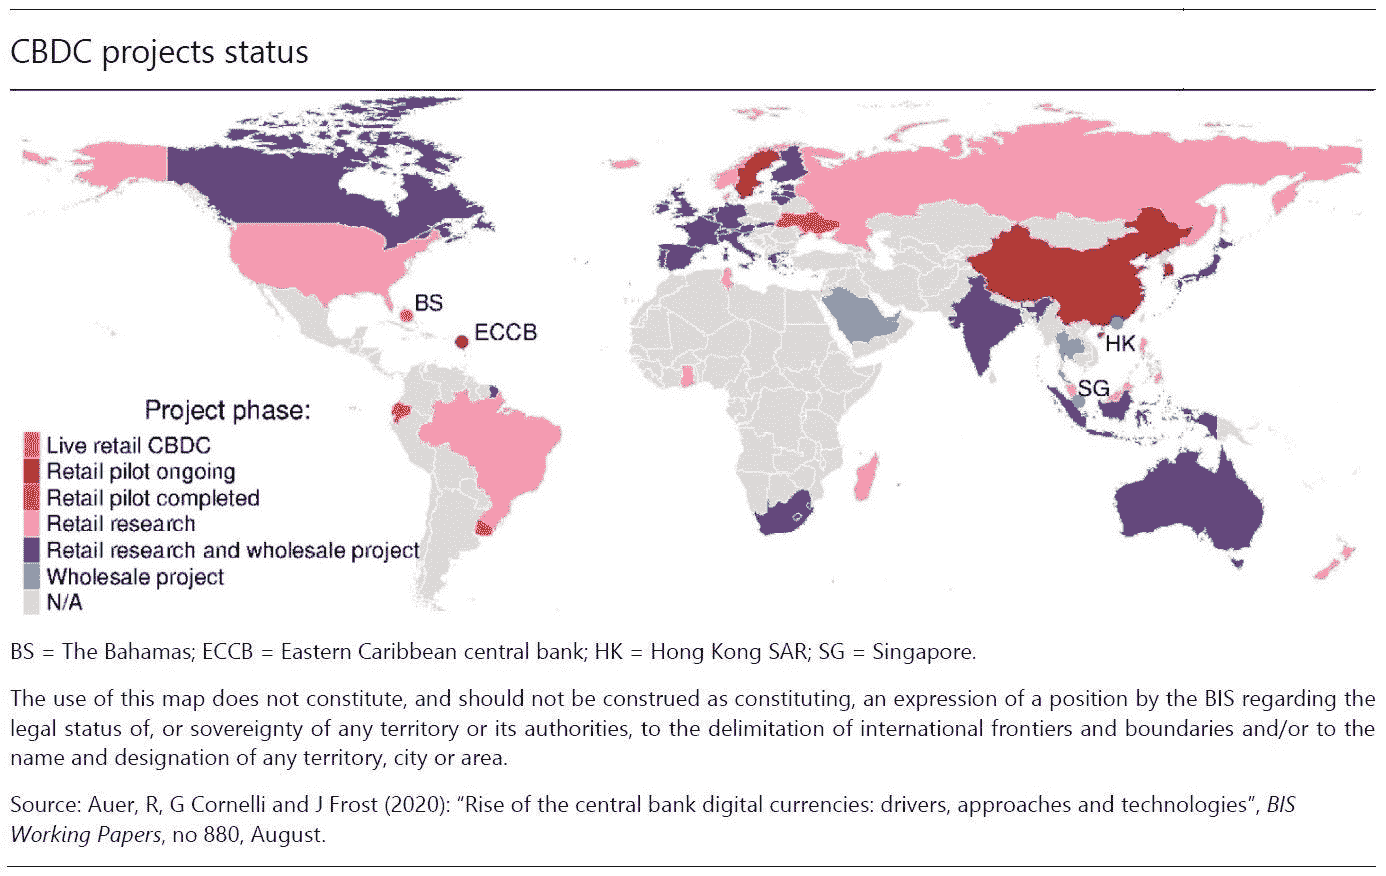 CBDC projects status
BS
ECCB
HK
SG
Project phase:
Live retail CBDC
Retail pilot ongoing
Retail pilot completed
Retail research
Retail research and wholesale project
Wholesale project
N/A
BS = The Bahamas; ECCB = Eastern Caribbean central bank; HK = Hong Kong SAR; SG = Singapore.
The use of this map does not constitute, and should not be construed as constituting, an expression of a position by the BIS regarding the
legal status of, or sovereignty of any territory or its authorities, to the delimitation of international frontiers and boundaries and/or to the
name and designation of any territory, city or area.
Source: Auer, R, G Cornelli and J Frost (2020): “Rise of the central bank digital currencies: drivers, approaches and technologies”, BIS
Working Papers, no 880, August.